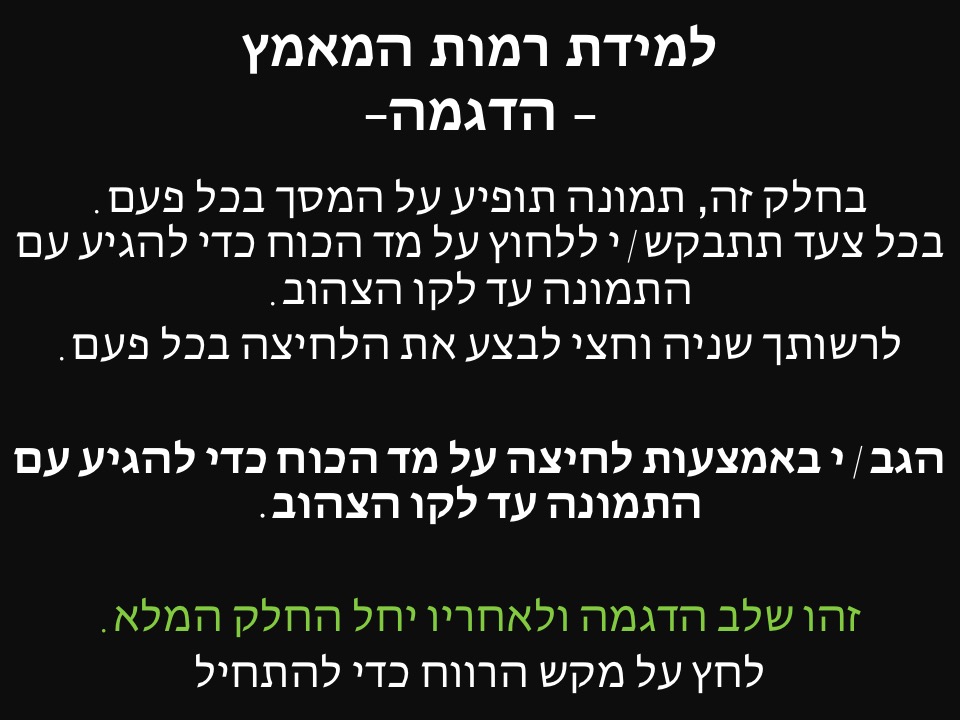 למידת רמות המאמץ
- הדגמה-
בחלק זה, תמונה תופיע על המסך בכל פעם.
בכל צעד תתבקש/י ללחוץ על מד הכוח כדי להגיע עם
התמונה עד לקו הצהוב.
לרשותך שניה וחצי לבצע את הלחיצה בכל פעם.
הגב/י באמצעות לחיצה על מד הכוח כדי להגיע עם
התמונה עד לקו הצהוב.
זהו שלב הדגמה ולאחריו יחל החלק המלא.
לחץ על מקש הרווח כדי להתחיל